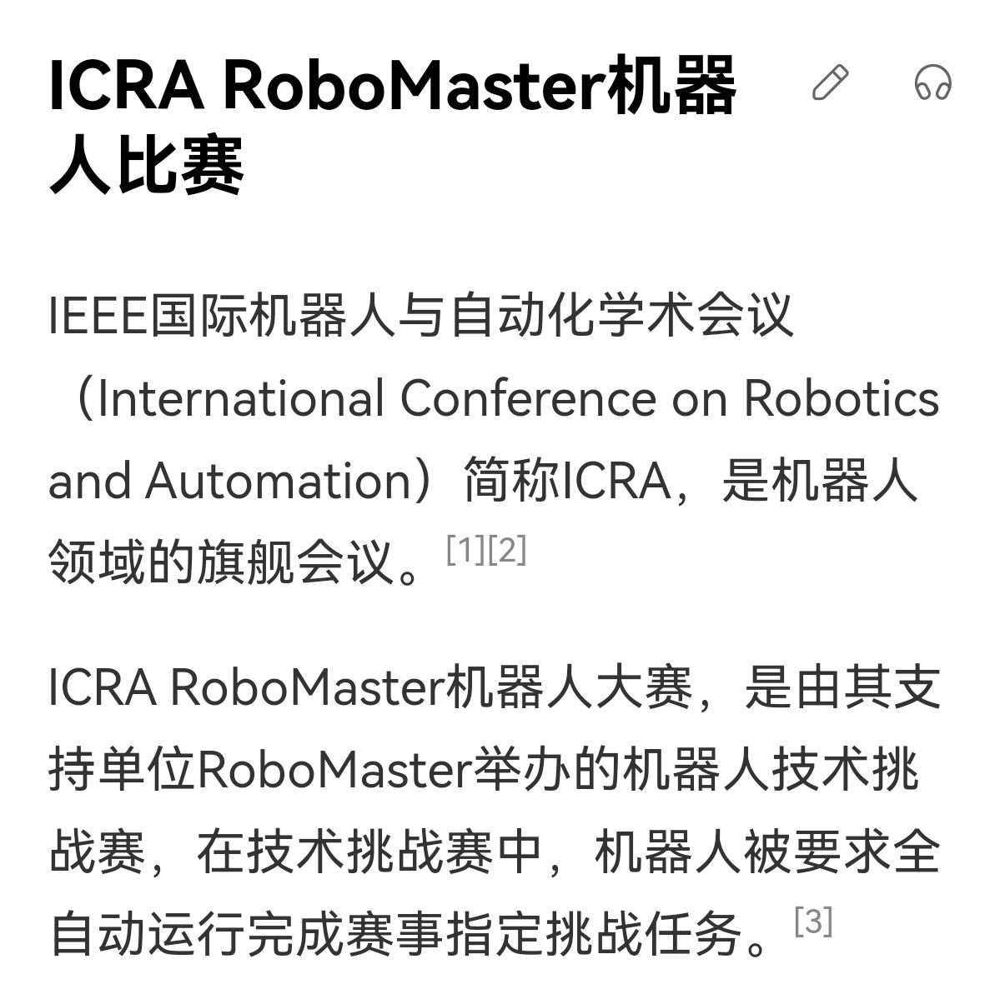 ICRA RoboMaster机器
人比赛
IEEE国际机器人与自动化学术会议
（International Conference on Robotics
and Automation）简称ICRA，是机器人
领域的旗舰会议。[1][2]
ICRA RoboMaster机器人大赛，是由其支
持单位RoboMaster举办的机器人技术挑
战赛，在技术挑战赛中，机器人被要求全
自动运行完成赛事指定挑战任务。[3]